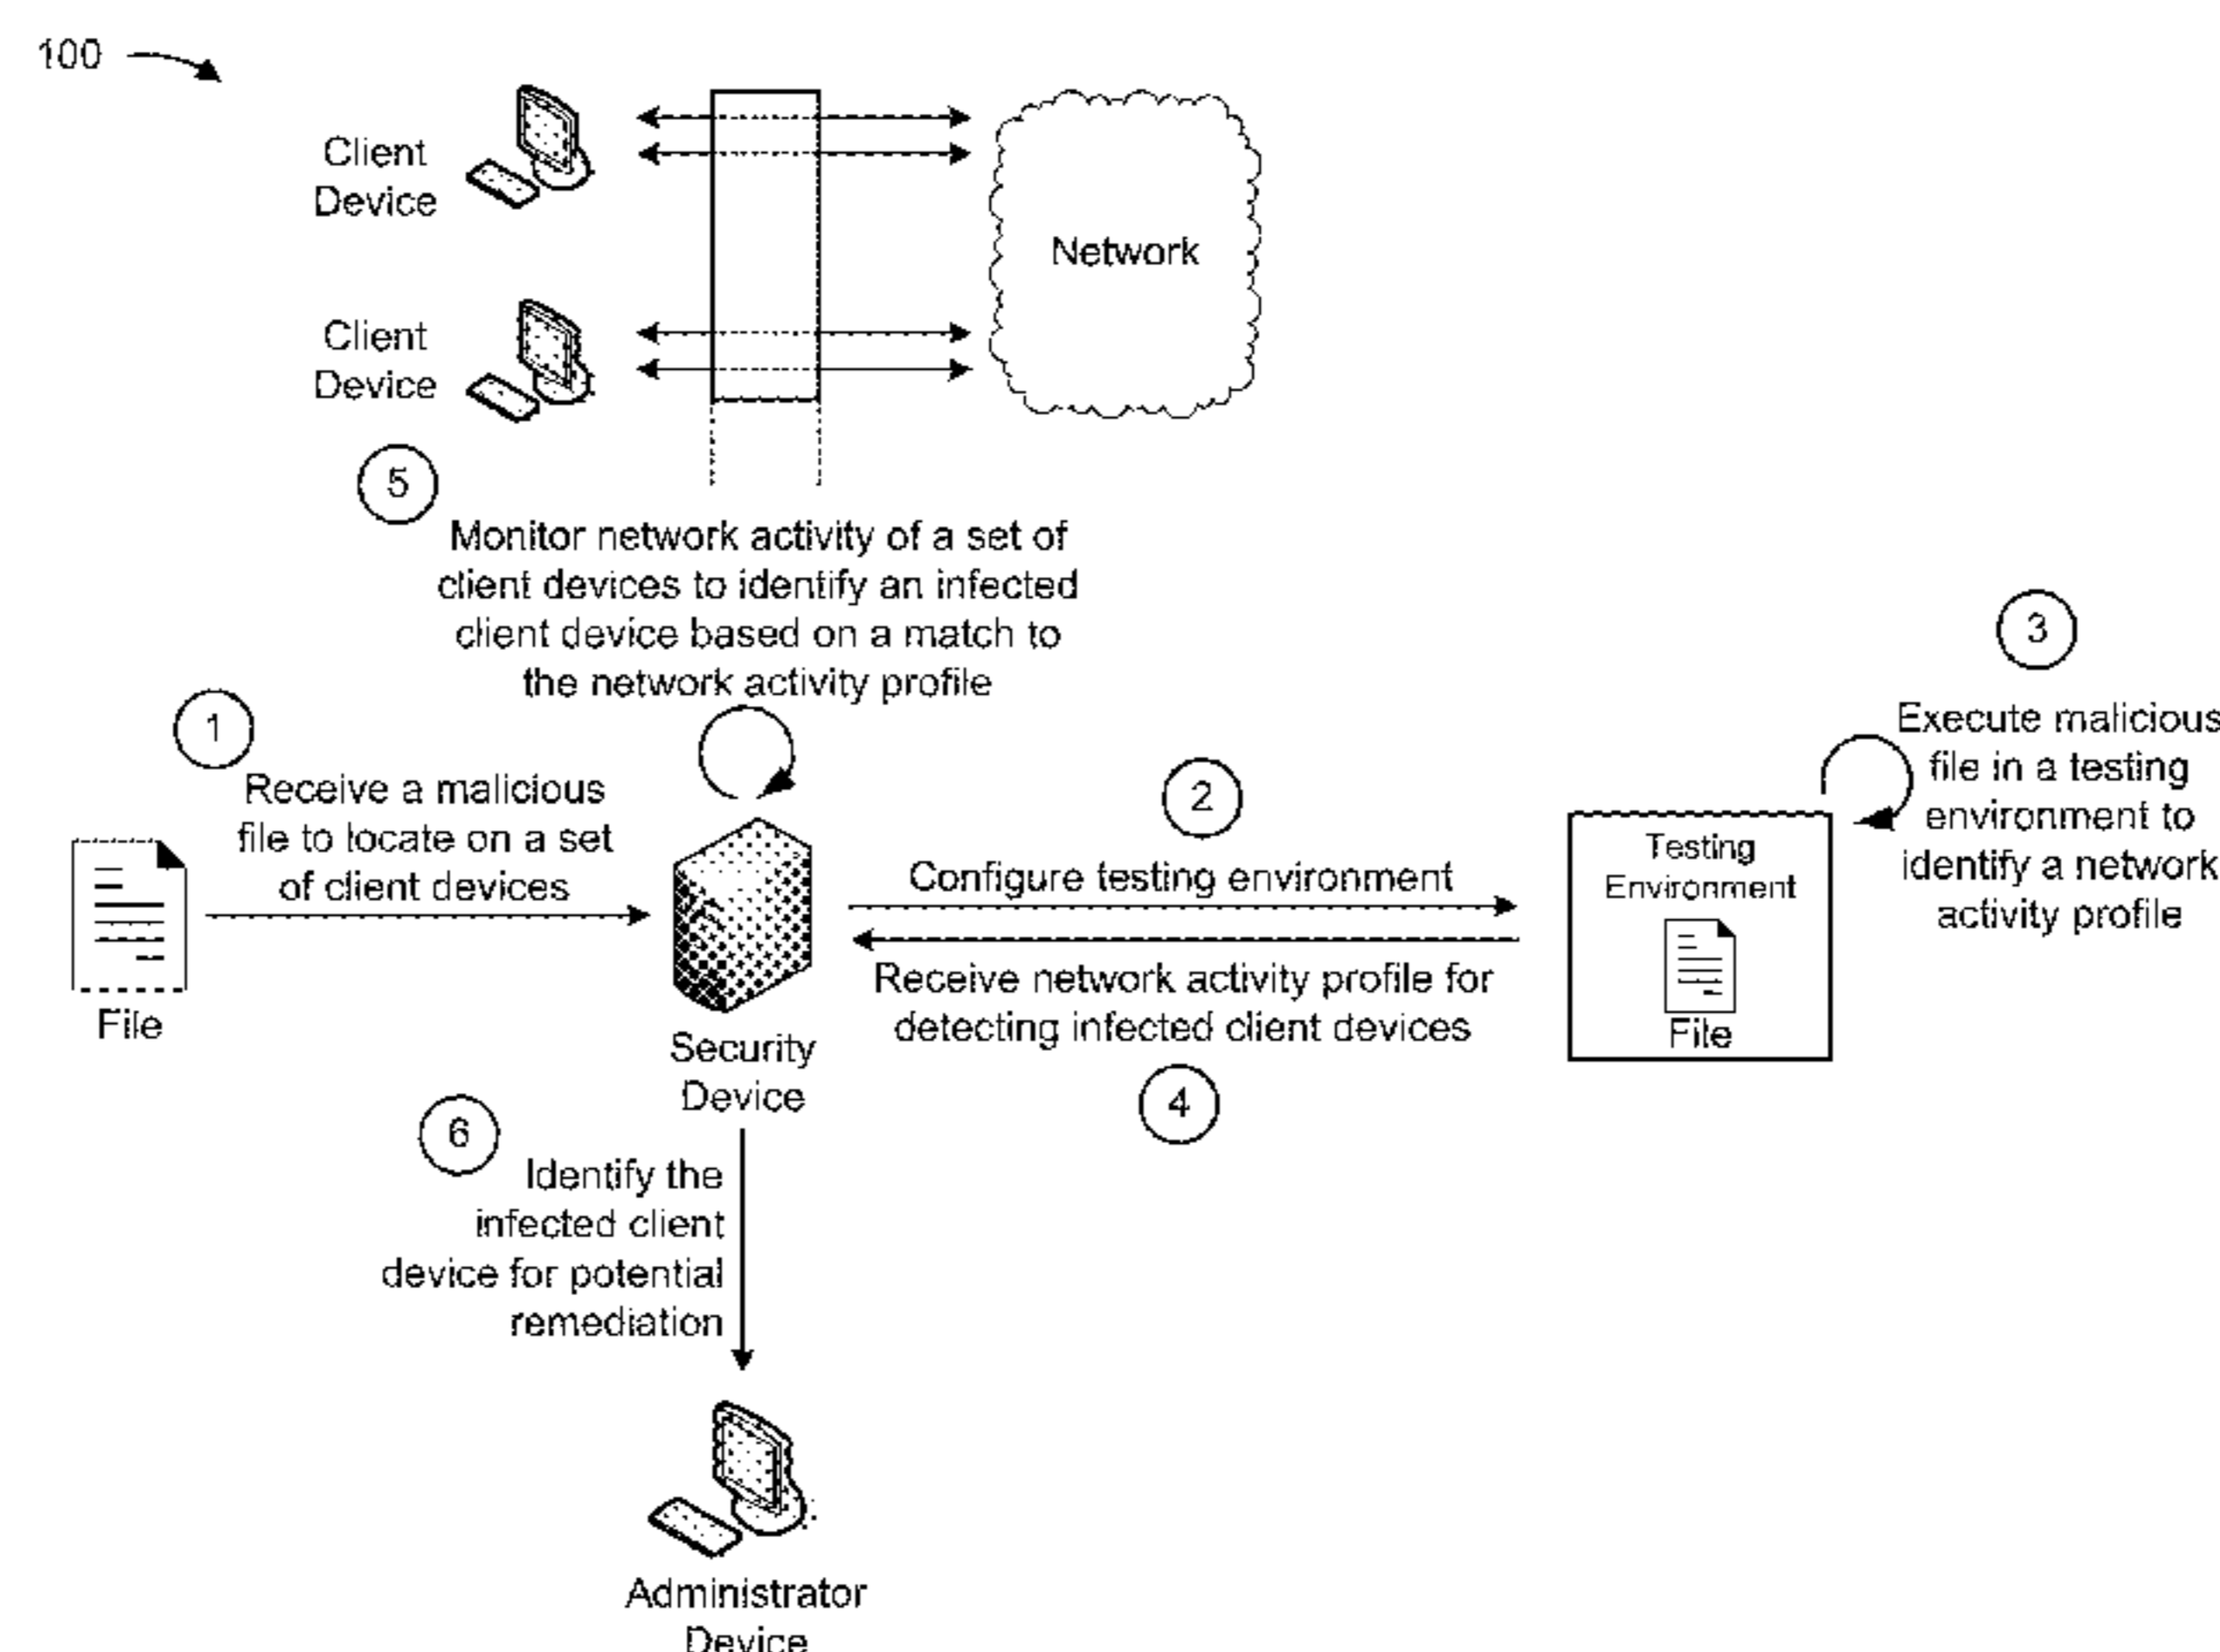 100
Client
Device
Network
Client
Device
5
Monitor network activity of a set of
client devices to identify an infected
client device based on a match to
the network activity profile
1
Receive a malicious
file to locate on a set
of client devices
File
Security
Device
2
Configure testing environment
Receive network activity profile for
detecting infected client devices
4
3
Execute malicious
file in a testing
environment to
identify a network
activity profile
Testing
Environment
File
6
Identify the
infected client
device for potential
remediation
Administrator
Device